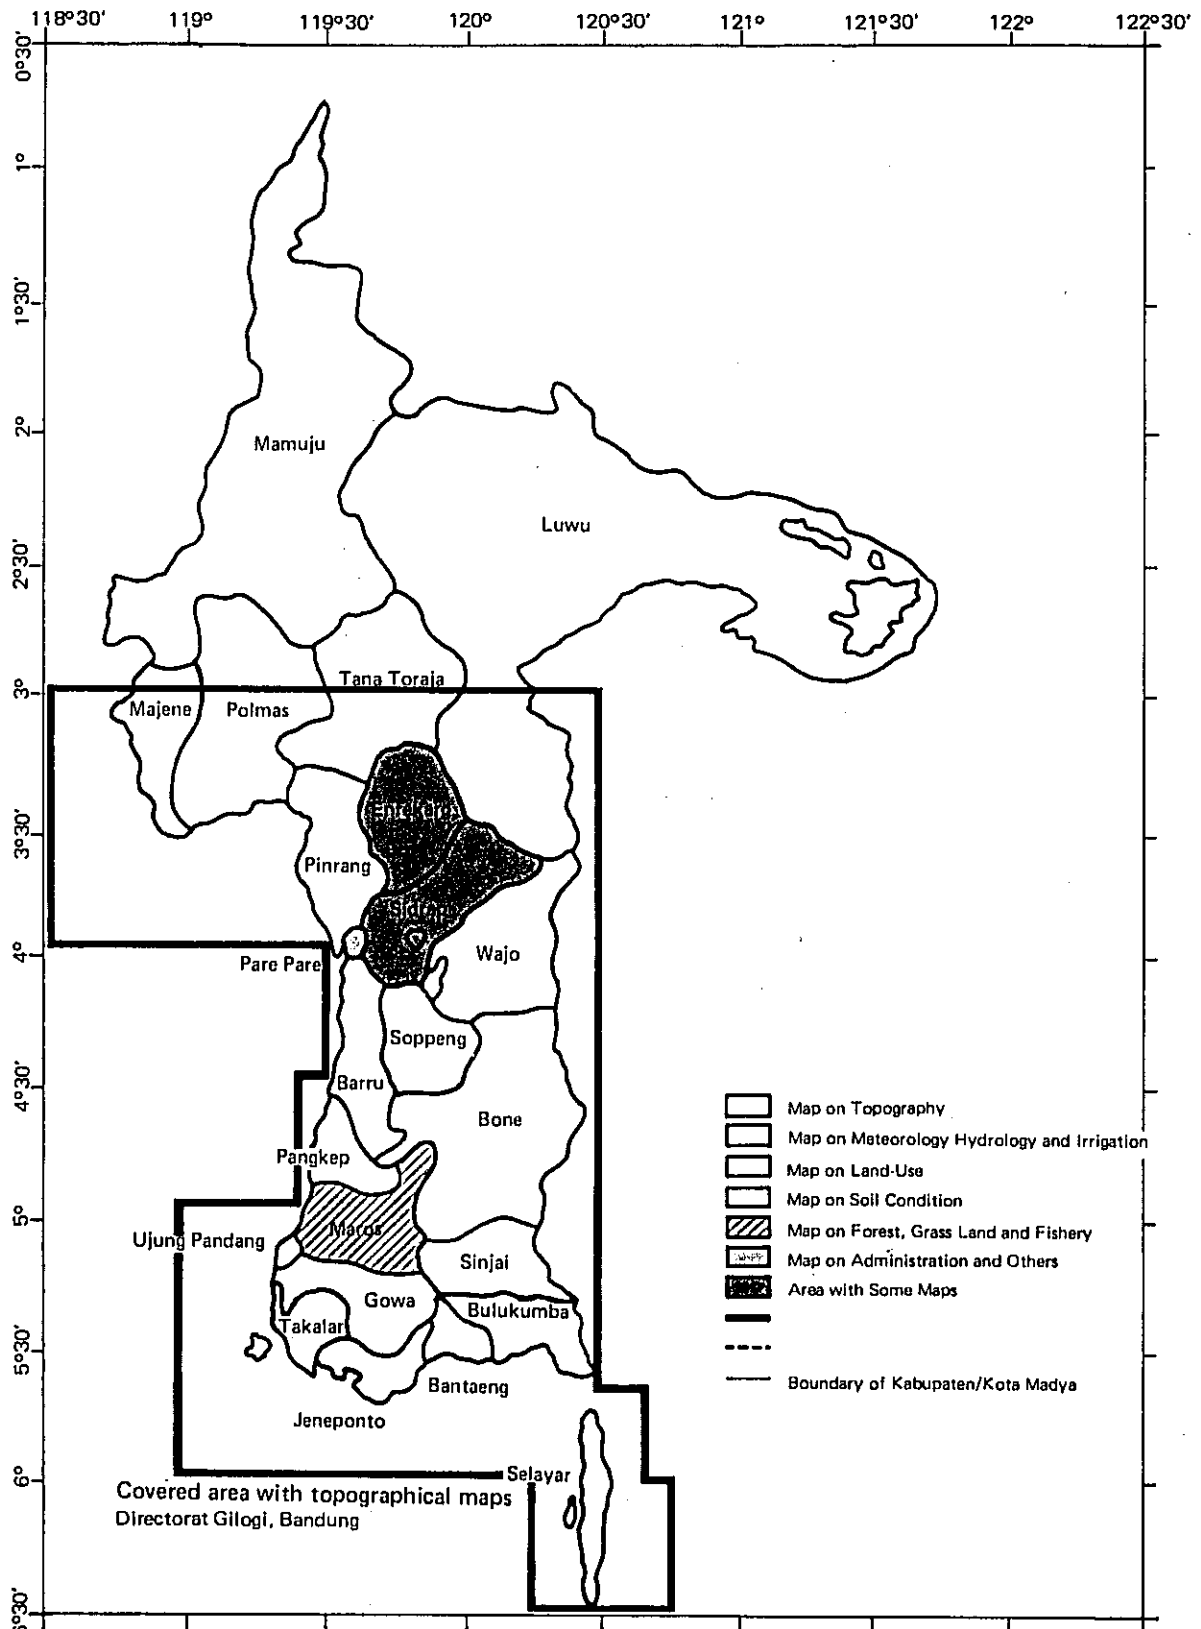 118°30' 119° 119°30' 120° 120°30' 121° 121°30' 122° 122°30'
0°30'
1°
1°30'
2°
2°30'
3°
3°30'
4°
4°30'
5°
5°30'
6°
6°30'
Mamuju
Luwu
Tana Toraja
Majene
Polmas
Enrekang
Pinrang
Sidrap
Wajo
Pare Pare
Soppeng
Barru
Bone
Pangkep
Maros
Ujung Pandang
Sinjai
Gowa
Bulukumba
Takalar
Bantaeng
Jeneponto
Selayar
Map on Topography
Map on Meteorology Hydrology and Irrigation
Map on Land-Use
Map on Soil Condition
Map on Forest, Grass Land and Fishery
Map on Administration and Others
Area with Some Maps
Boundary of Kabupaten/Kota Madya
Covered area with topographical maps
Directorat Gilogi, Bandung